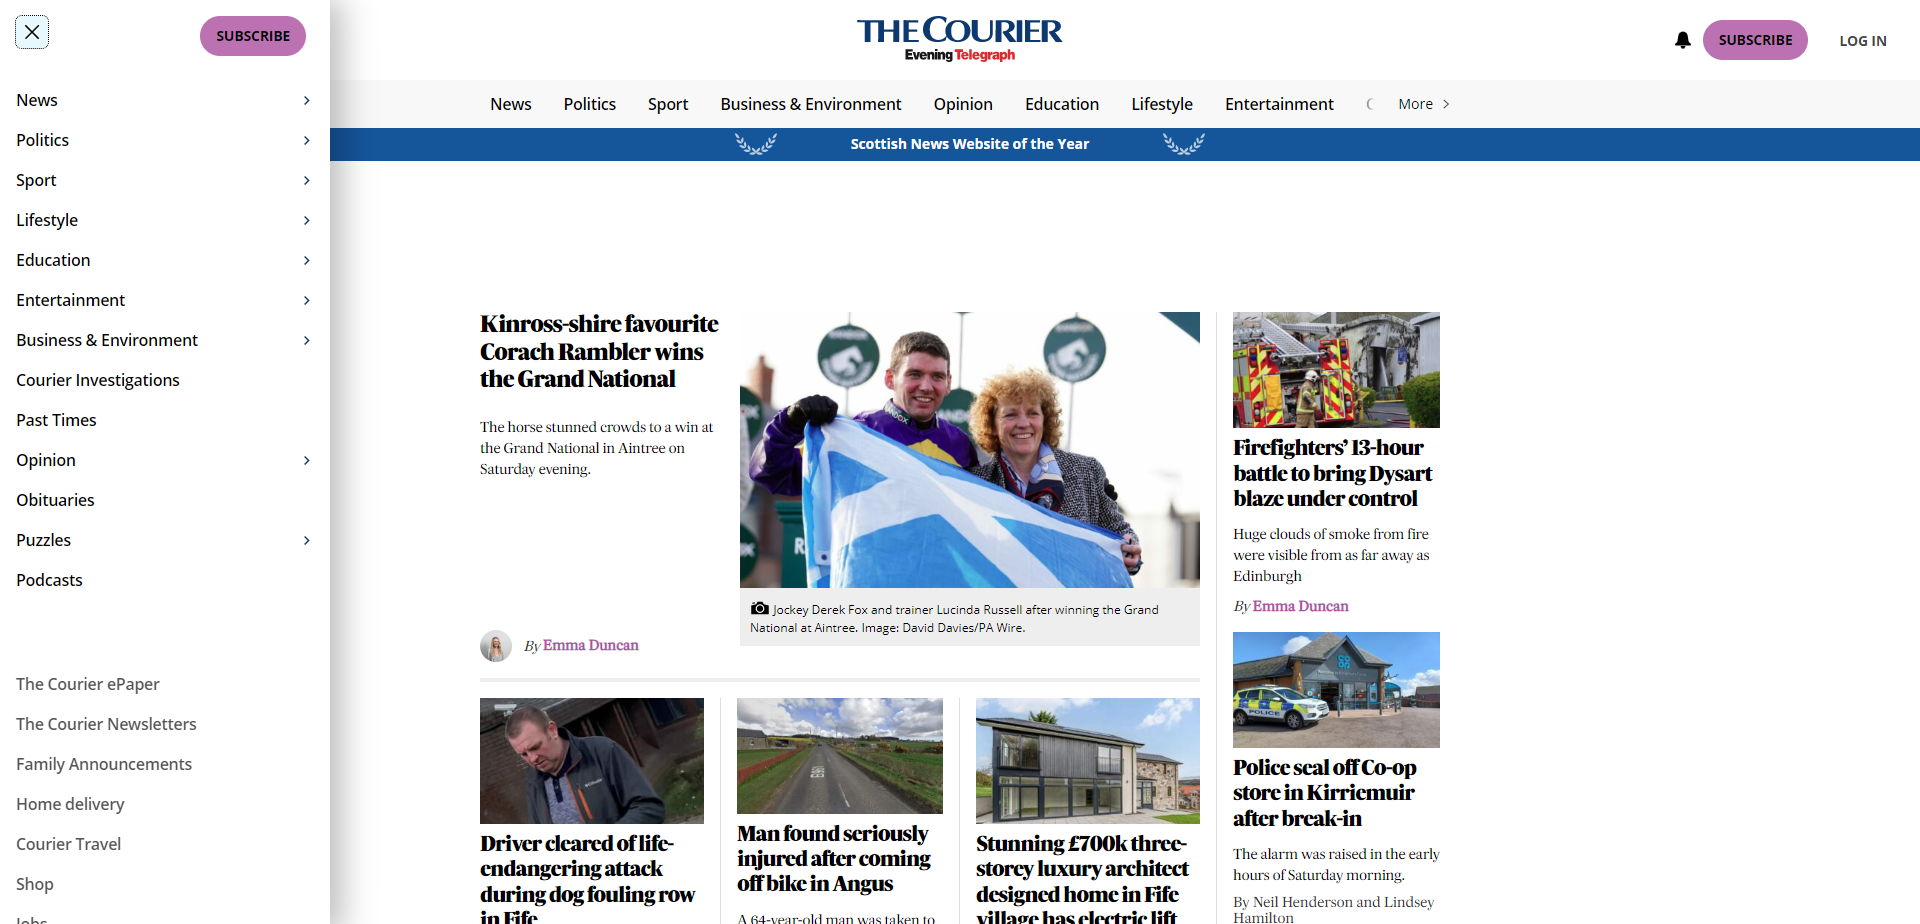 SUBSCRIBE
News
Politics
Sport
Lifestyle
Education
Entertainment
Business & Environment
Courier Investigations
Past Times
Opinion
Obituaries
Puzzles
Podcasts
The Courier ePaper
The Courier Newsletters
Family Announcements
Home delivery
Courier Travel
Shop
Jobs
THE COURIER
Evening Telegraph
SUBSCRIBE
LOG IN
News Politics Sport Business & Environment Opinion Education Lifestyle Entertainment More
Scottish News Website of the Year
Kinross-shire favourite
Corach Rambler wins
the Grand National
The horse stunned crowds to a win at
the Grand National in Aintree on
Saturday evening.
By Emma Duncan
Jockey Derek Fox and trainer Lucinda Russell after winning the Grand
National at Aintree. Image: David Davies/PA Wire.
Firefighters’ 13-hour
battle to bring Dysart
blaze under control
Huge clouds of smoke from fire
were visible from as far away as
Edinburgh
By Emma Duncan
POLICE
Police seal off Co-op
store in Kirriemuir
after break-in
The alarm was raised in the early
hours of Saturday morning.
By Neil Henderson and Lindsey
Hamilton
Driver cleared of life-
endangering attack
during dog fouling row
in Fife
Man found seriously
injured after coming
off bike in Angus
A 64-year-old man was taken to
Stunning £700k three-
storey luxury architect
designed home in Fife
village has electric lift